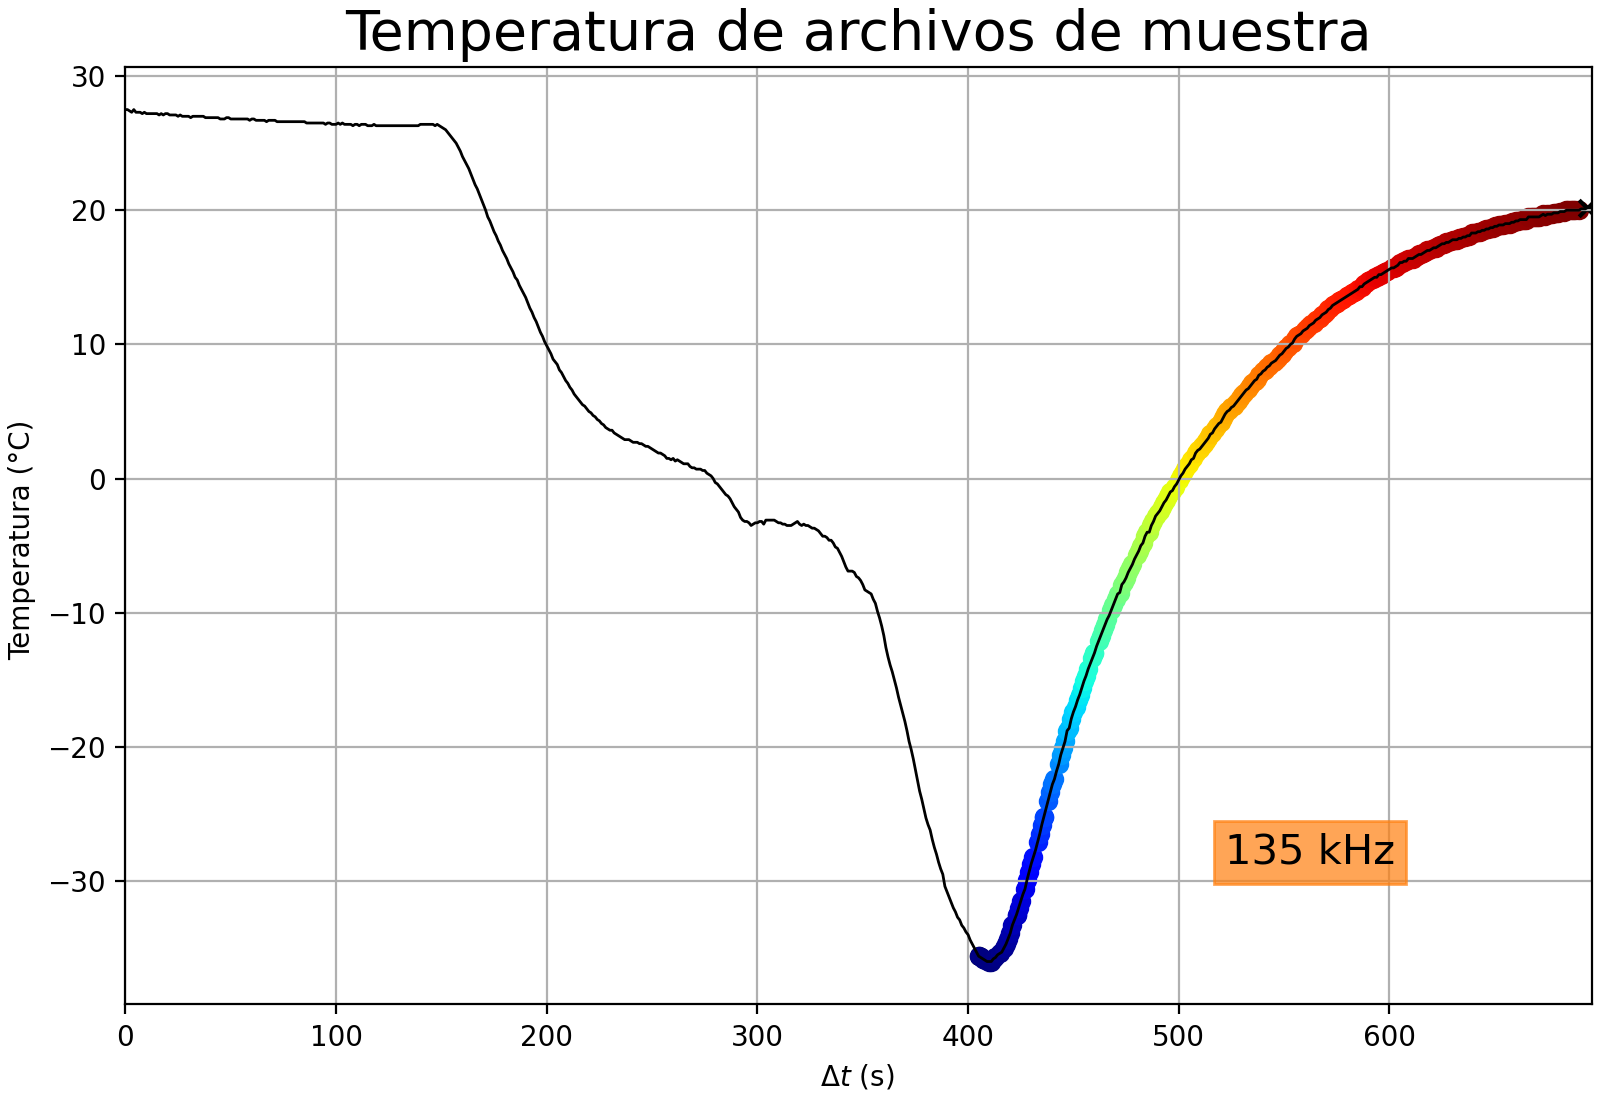 Temperatura de archivos de muestra
30
20
10
0
−10
−20
−30
Temperatura (°C)
135 kHz
0 100 200 300 400 500 600
Δt (s)